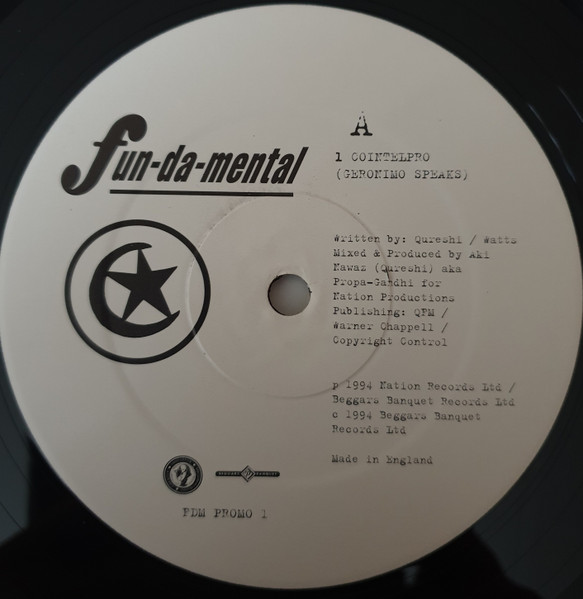 fun-da-mental
A
1 COINTELPRO
(GERONIMO SPEAKS)
Written by: Qureshi / Watts
Mixed & Produced by Aki
Nawaz (Qureshi) aka
Propa-Gandhi for
Nation Productions
Publishing: QFM /
Warner Chappell /
Copyright Control
p 1994 Nation Records Ltd /
Beggars Banquet Records Ltd
c 1994 Beggars Banquet
Records Ltd
Made in England
BEGGARS BANQUET
FDM PROMO 1